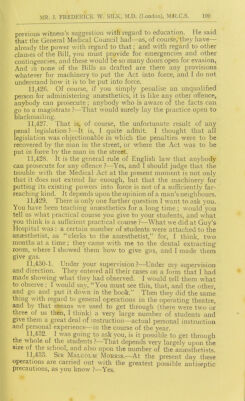 MR. J. FREDERICK W. SILK, M.D. (London), MR.C.S. 109
previous witness's suggestion with regard to education. He said
that the General Medical Council had—as, of course, they have—
already the power with regard to that; and with regard to other
clauses of the Bill, you must provide for emergencies and other
contingencies, and these would be so many doors open for evasion,
And in none of the Bills as drafted are there any provisions
whatever for machinery to put the Act into force, and I do not
understand how it is to be put into force.
11,426. Of course, if you simply penalise an unqualified
person for administering anæsthetics, it is like any other offence,
anybody can prosecute; anybody who is aware of the facts can
go to a magistrate?—That would merely lay the practice open to
blackmailing.
11,427. That is, of course, the unfortunate result of any
penal legislation?—It is, I quite admit. I thought that all
legislation was objectionable in which the penalties were to be
recovered by the man in the street, or where the Act was to be
put in force by the man in the street.
11,428. It is the general rule of English law that anybody
can prosecute for any offence?—Yes, and I should judge that the
trouble with the Medical Act at the present moment is not only
that it does not extend far enough, but that the machinery for
putting its existing powers into force is not of a sufficiently far-
reaching kind. It depends upon the opinion of a man's neighbours.
11,429. There is only one further question I want to ask you.
You have been teaching anæsthetics for a long time; would you
tell us what practical course you give to your students, and what
you think is a sufficient practical course?—What we did at Guy's
Hospital was: a certain number of students were attached to the
anæsthetist, as "clerks to the anæsthetist," for, I think, two
months at a time; they came with me to the dental extracting
room, where I showed them how to give gas, and I made them
give gas.
11,430-1. Under your supervision?—Under my supervision
and direction. They entered all their cases on a form that I had
made showing what they had observed. I would tell them what
to observe: I would say, "You must see this, that, and the other,
and go and put it down in the book." Then they did the same
thing with regard to general operations in the operating theatre,
and by that means we used to get through (there were two or
three of us then, I think) a very large number of students and
give them a great deal of instruction—actual personal instruction
and personal experience—in the course of the year.
11,432. I was going to ask you, is it possible to get through
the whole of the students?—That depends very largely upon the
size of the school, and also upon the number of the anæsthetists.
11,433. SIR MALCOLM MORRIS.—At the present day these
operations are carried out with the greatest possible antiseptic
precautions, as you know?—Yes.